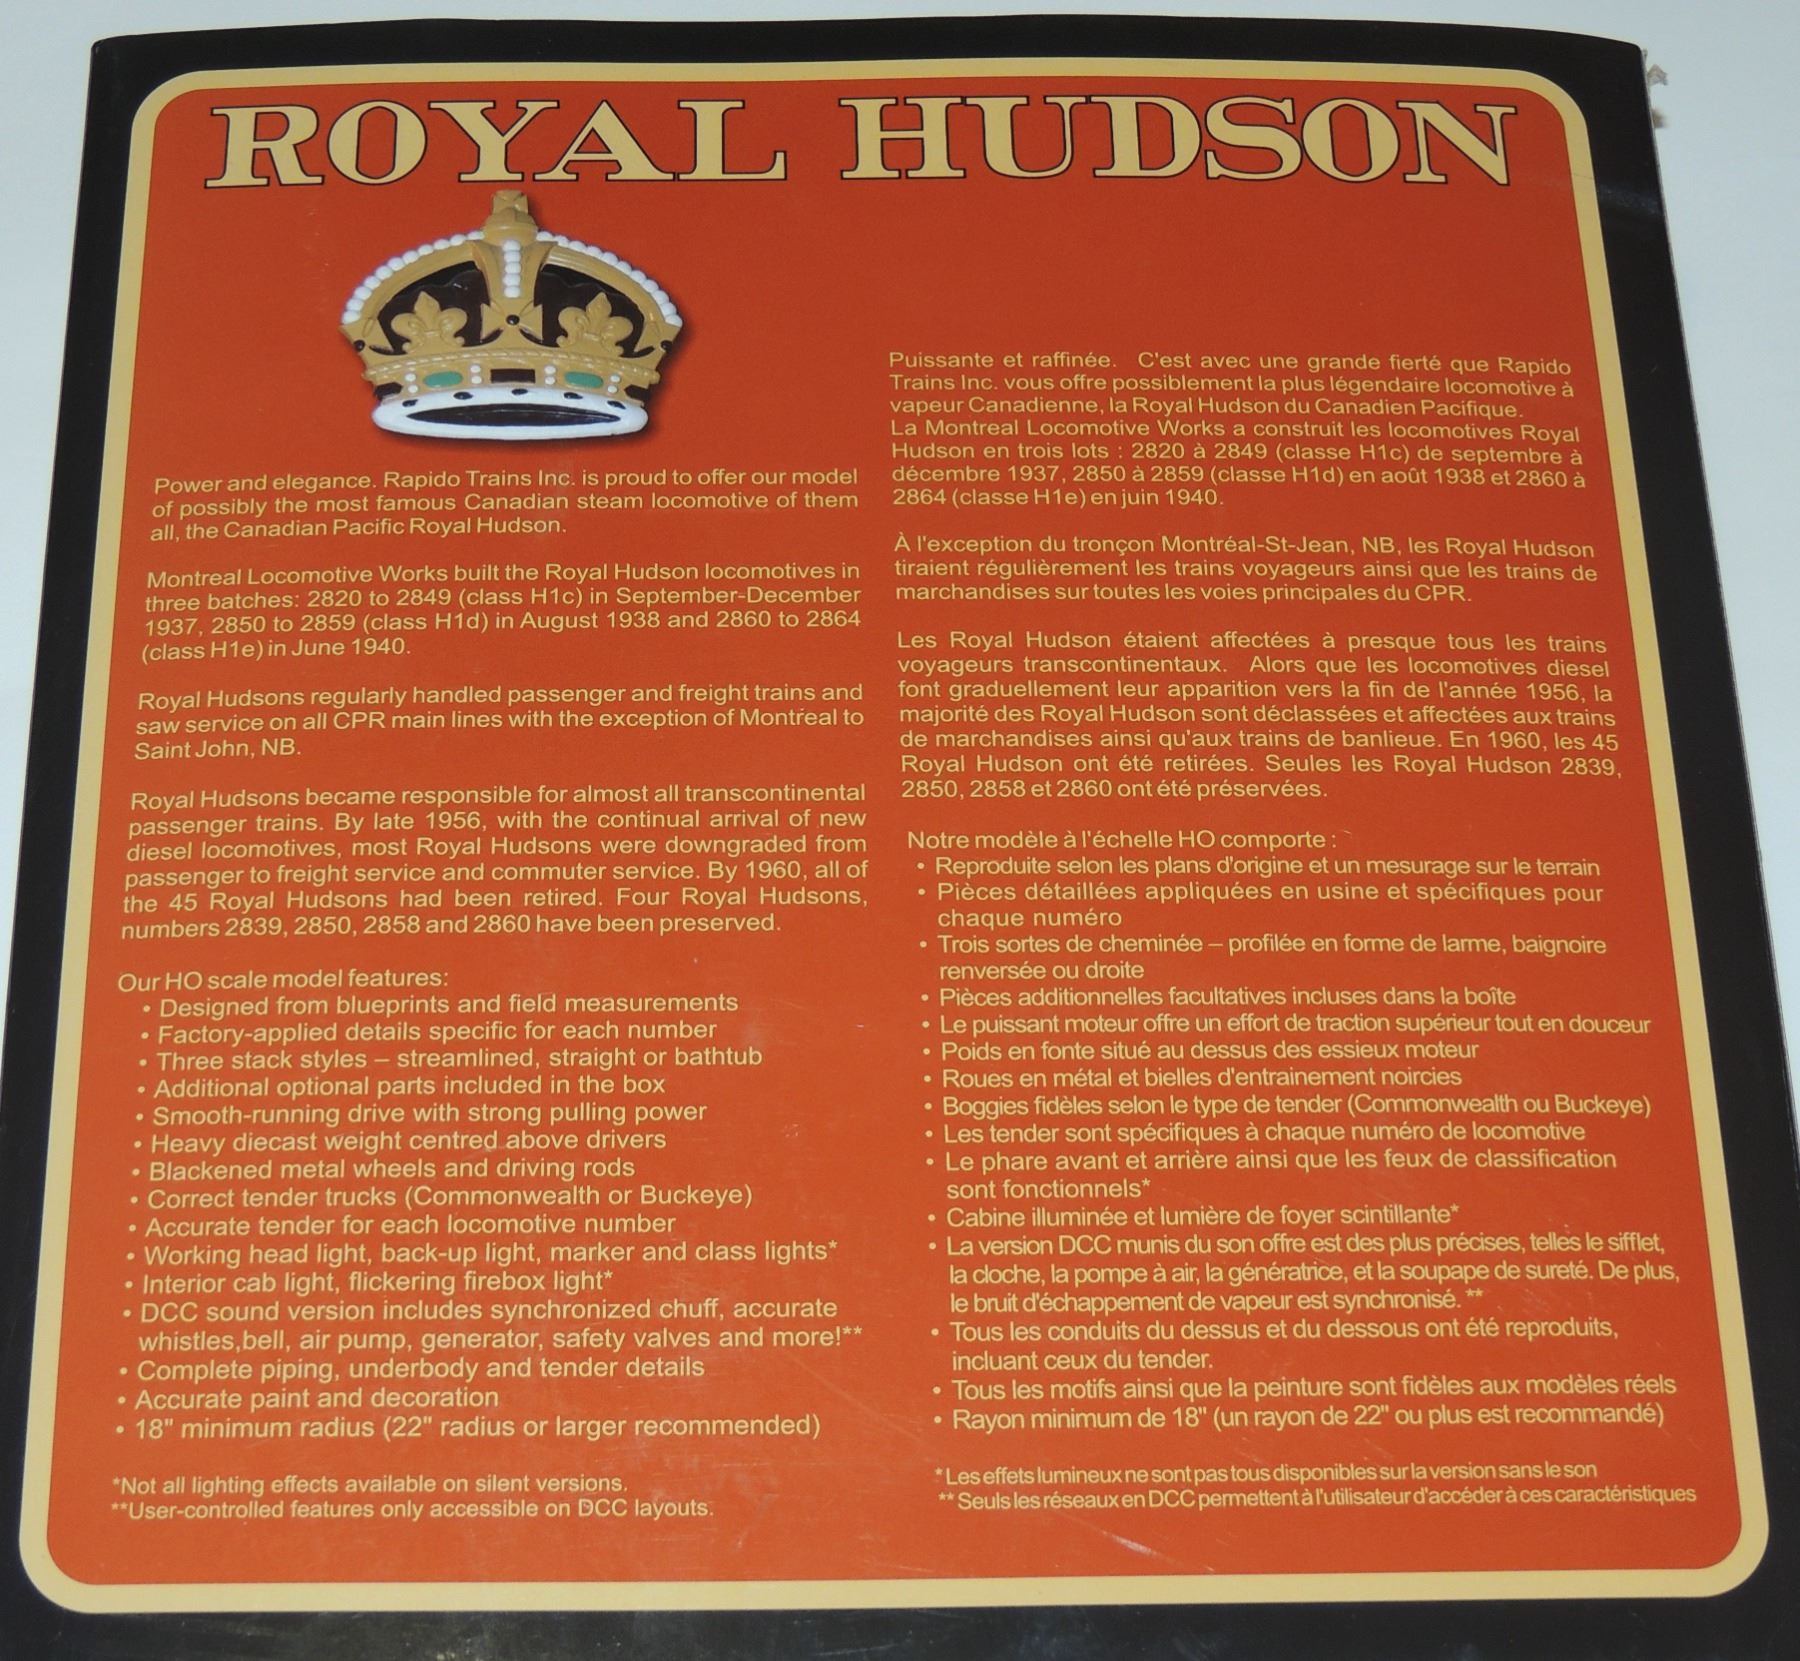 ROYAL HUDSON
Power and elegance. Rapido Trains Inc. is proud to offer our model
of possibly the most famous Canadian steam locomotive of them
all, the Canadian Pacific Royal Hudson.
Montreal Locomotive Works built the Royal Hudson locomotives in
three batches: 2820 to 2849 (class H1c) in September-December
1937, 2850 to 2859 (class H1d) in August 1938 and 2860 to 2864
(class H1e) in June 1940.
Royal Hudsons regularly handled passenger and freight trains and
saw service on all CPR main lines with the exception of Montreal to
Saint John, NB.
Royal Hudsons became responsible for almost all transcontinental
passenger trains. By late 1956, with the continual arrival of new
diesel locomotives, most Royal Hudsons were downgraded from
passenger to freight service and commuter service. By 1960, all of
the 45 Royal Hudsons had been retired. Four Royal Hudsons,
numbers 2839, 2850, 2858 and 2860 have been preserved.
Our HO scale model features:
• Designed from blueprints and field measurements
• Factory-applied details specific for each number
• Three stack styles – streamlined, straight or bathtub
• Additional optional parts included in the box
• Smooth-running drive with strong pulling power
• Heavy diecast weight centred above drivers
• Blackened metal wheels and driving rods
• Correct tender trucks (Commonwealth or Buckeye)
• Accurate tender for each locomotive number
• Working head light, back-up light, marker and class lights*
• Interior cab light, flickering firebox light*
• DCC sound version includes synchronized chuff, accurate
whistles,bell, air pump, generator, safety valves and more!**
• Complete piping, underbody and tender details
• Accurate paint and decoration
• 18" minimum radius (22" radius or larger recommended)
*Not all lighting effects available on silent versions.
**User-controlled features only accessible on DCC layouts.
Puissante et raffinée. C'est avec une grande fierté que Rapido
Trains Inc. vous offre possiblement la plus légendaire locomotive à
vapeur Canadienne, la Royal Hudson du Canadien Pacifique.
La Montreal Locomotive Works a construit les locomotives Royal
Hudson en trois lots : 2820 à 2849 (classe H1c) de septembre à
décembre 1937, 2850 à 2859 (classe H1d) en août 1938 et 2860 à
2864 (classe H1e) en juin 1940.
À l'exception du tronçon Montréal-St-Jean, NB, les Royal Hudson
tiraient régulièrement les trains voyageurs ainsi que les trains de
marchandises sur toutes les voies principales du CPR.
Les Royal Hudson étaient affectées à presque tous les trains
voyageurs transcontinentaux. Alors que les locomotives diesel
font graduellement leur apparition vers la fin de l'année 1956, la
majorité des Royal Hudson sont déclassées et affectées aux trains
de marchandises ainsi qu'aux trains de banlieue. En 1960, les 45
Royal Hudson ont été retirées. Seules les Royal Hudson 2839,
2850, 2858 et 2860 ont été préservées.
Notre modèle à l'échelle HO comporte :
• Reproduite selon les plans d'origine et un mesurage sur le terrain
• Pièces détaillées appliquées en usine et spécifiques pour
chaque numéro
• Trois sortes de cheminée – profilée en forme de larme, baignoire
renversée ou droite
• Pièces additionnelles facultatives incluses dans la boîte
• Le puissant moteur offre un effort de traction supérieur tout en douceur
• Poids en fonte situé au dessus des essieux moteur
• Roues en métal et bielles d'entrainement noircies
• Boggies fidèles selon le type de tender (Commonwealth ou Buckeye)
• Les tender sont spécifiques à chaque numéro de locomotive
• Le phare avant et arrière ainsi que les feux de classification
sont fonctionnels*
• Cabine illuminée et lumière de foyer scintillante*
• La version DCC munis du son offre est des plus précises, telles le sifflet,
la cloche, la pompe à air, la génératrice, et la soupape de sureté. De plus,
le bruit d'échappement de vapeur est synchronisé. **
• Tous les conduits du dessus et du dessous ont été reproduits,
incluant ceux du tender.
• Tous les motifs ainsi que la peinture sont fidèles aux modèles réels
• Rayon minimum de 18" (un rayon de 22" ou plus est recommandé)
* Les effets lumineux ne sont pas tous disponibles sur la version sans le son
** Seuls les réseaux en DCC permettent à l'utilisateur d'accéder à ces caractéristiques